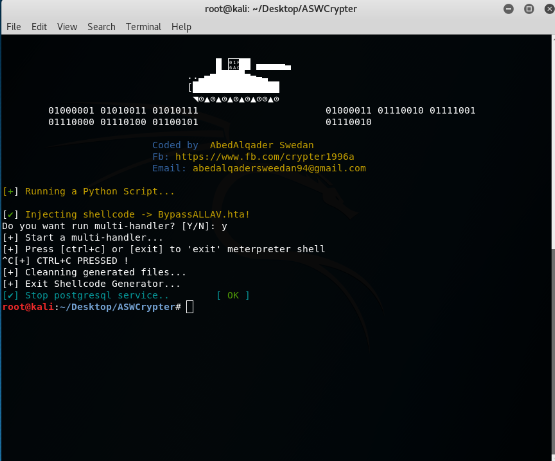 root@kali: ~/Desktop/ASWCrypter
File Edit View Search Terminal Help
01000001 01010011 01010111 01000011 01110010 01111001
01110000 01110100 01100101 01110010
Coded by AbedAlqader Swedan
Fb: https://www.fb.com/crypter1996a
Email: abedalqadersweedan94@gmail.com
[+] Running a Python Script...
[✔] Injecting shellcode -> BypassALLAV.hta!
Do you want run multi-handler? [Y/N]: y
[+] Start a multi-handler...
[+] Press [ctrl+c] or [exit] to 'exit' meterpreter shell
^C[+] CTRL+C PRESSED !
[+] Cleanning generated files...
[+] Exit Shellcode Generator...
[✔] Stop postgresql service.. [ OK ]
root@kali:~/Desktop/ASWCrypter#